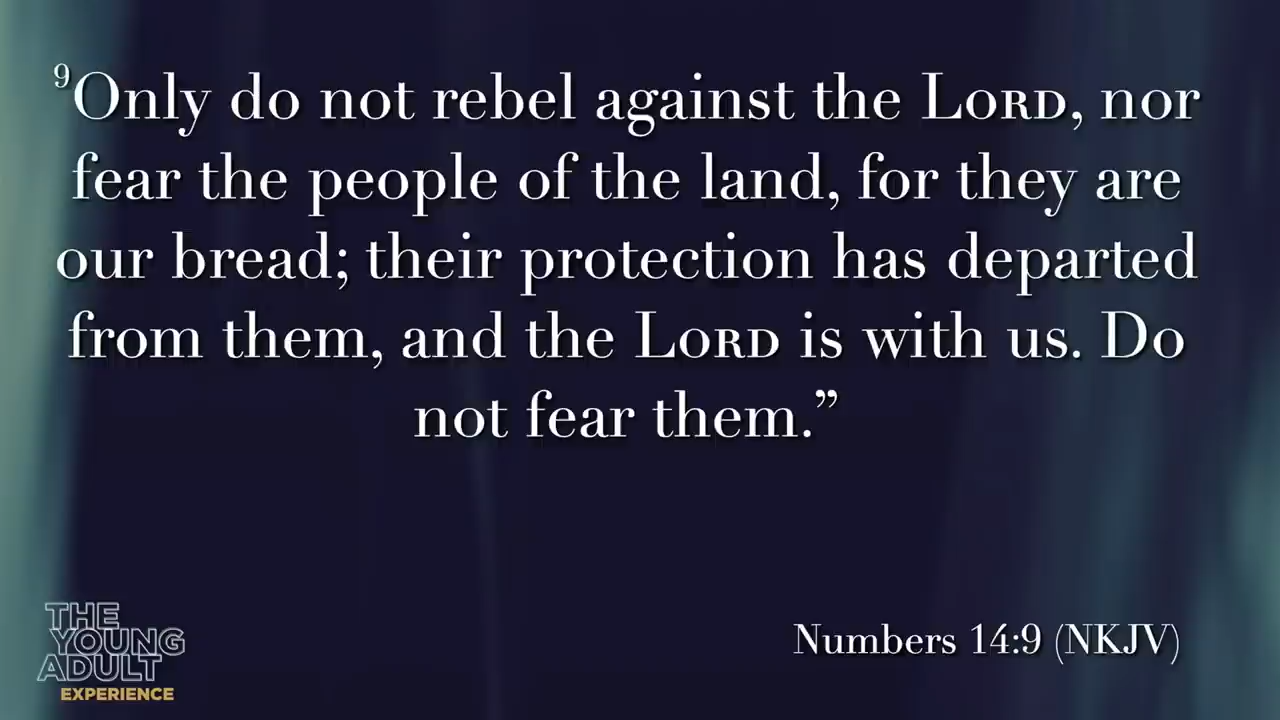 ⁹Only do not rebel against the LORD, nor
fear the people of the land, for they are
our bread; their protection has departed
from them, and the LORD is with us. Do
not fear them.”
Numbers 14:9 (NKJV)
THE
YOUNG
ADULT
EXPERIENCE